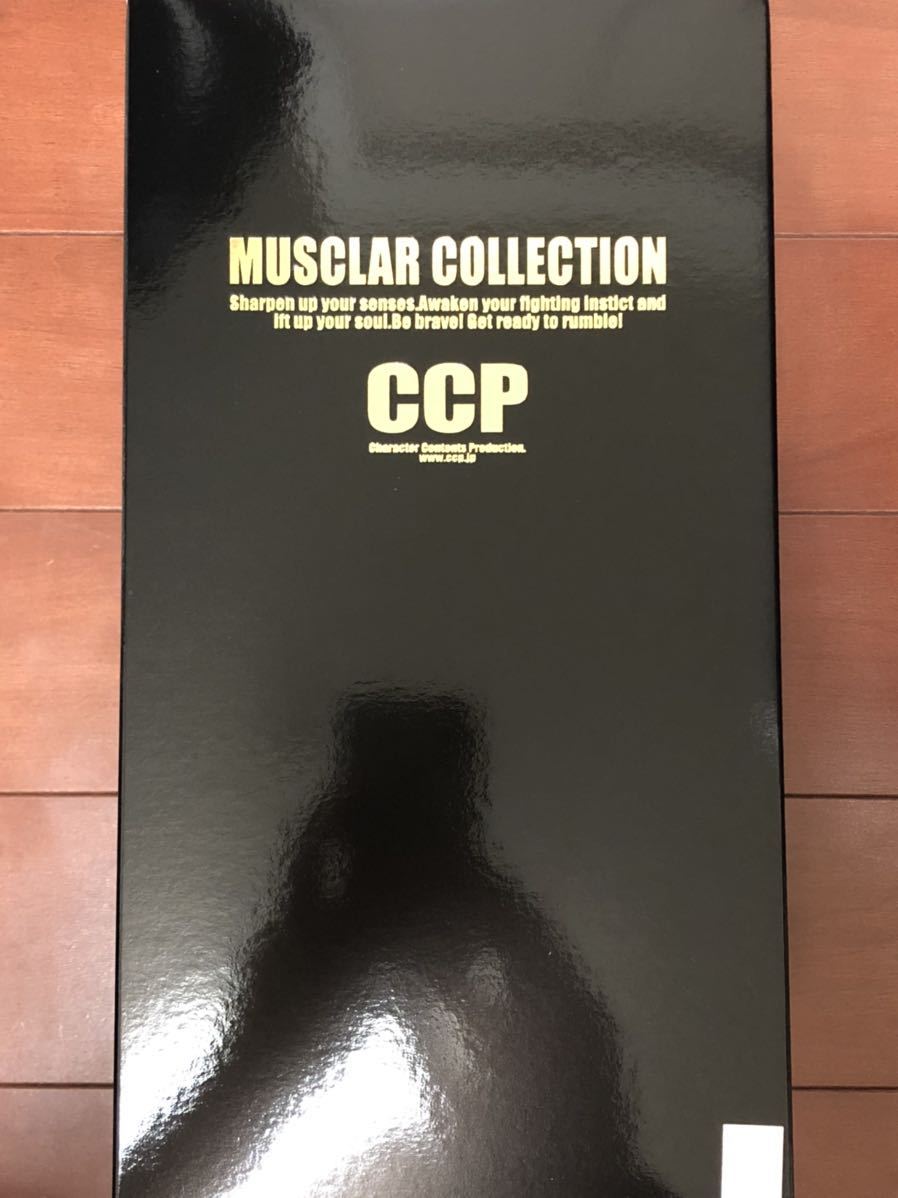 MUSCLAR COLLECTION
Sharpen up your senses.Awaken your fighting instict and
lft up your soul.Be brave! Get ready to rumble!
CCP
Character Contents Production.
www.ccp.jp